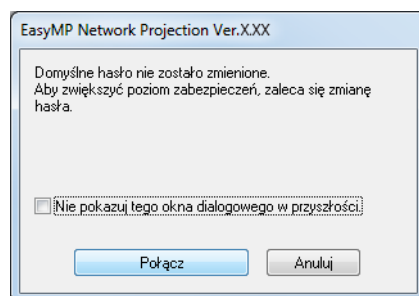 EasyMP Network Projection Ver.X.XX
Domyślne hasło nie zostało zmienione.
Aby zwiększyć poziom zabezpieczeń, zaleca się zmianę
hasła.
Nie pokazuj tego okna dialogowego w przyszłości.
Połącz
Anuluj